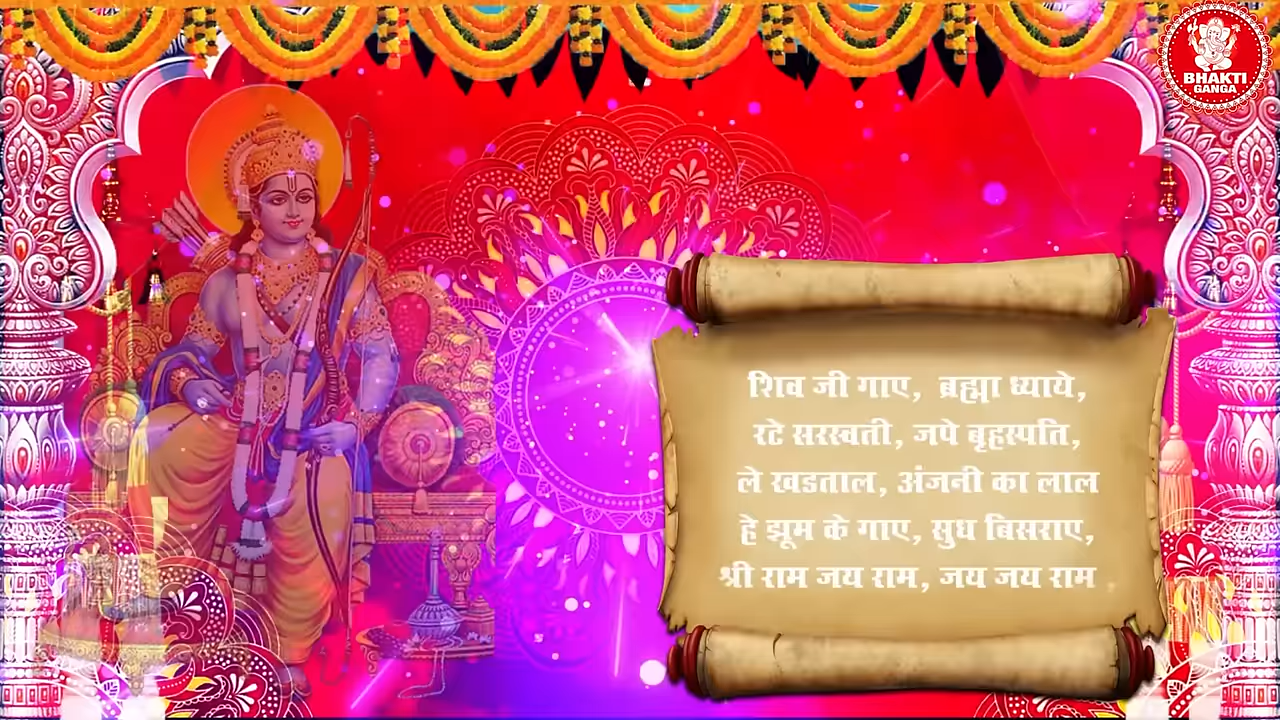 BHAKTI
GANGA
शिव जी गाए, ब्रह्मा ध्याये,
रटे सरस्वती, जपे बृहस्पति,
ले खडताल, अंजनी का लाल
हे झूम के गाए, सुध बिसराए,
श्री राम जय राम, जय जय राम ,